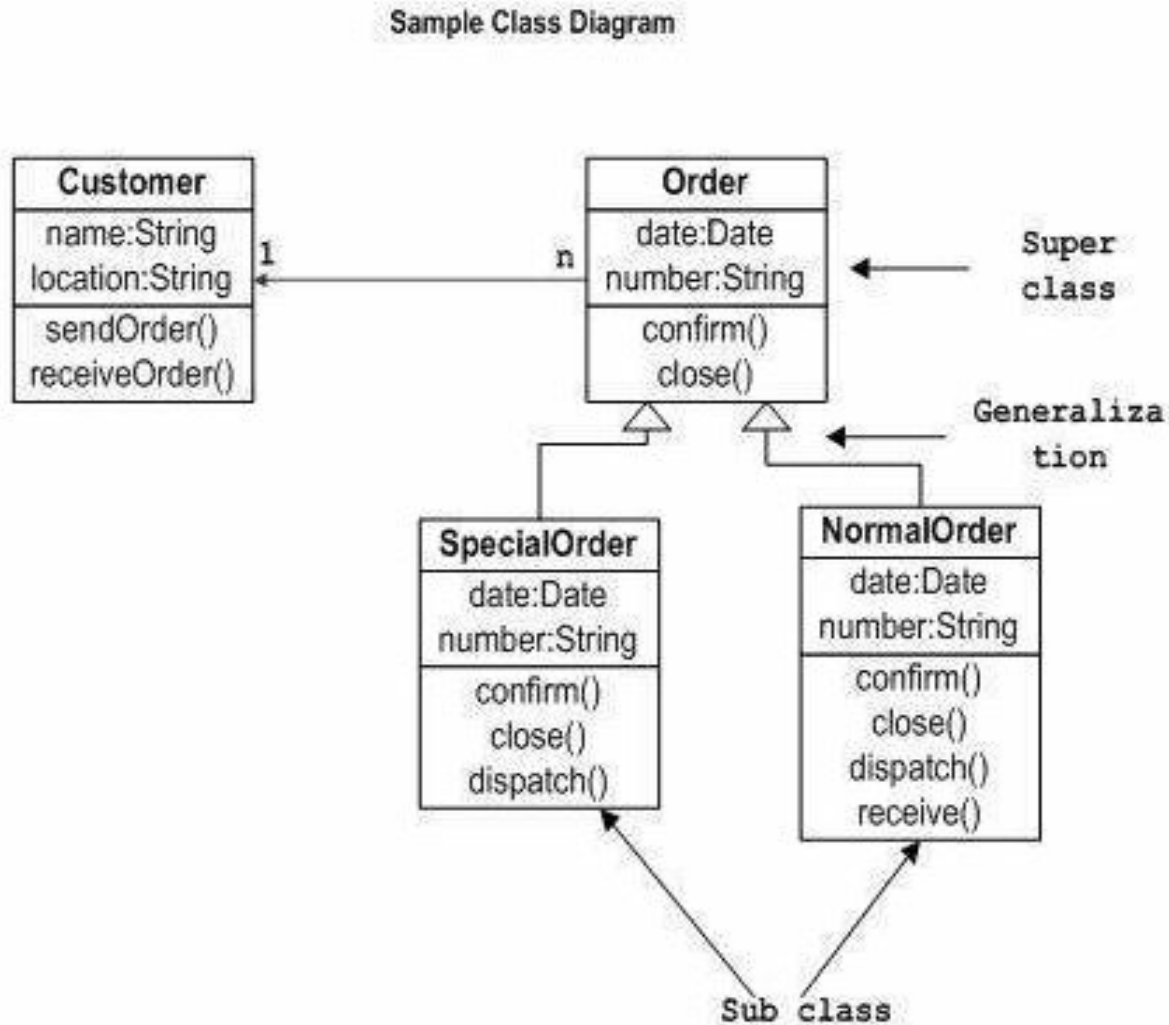 Sample Class Diagram
Customer
name:String
location:String
sendOrder()
receiveOrder()
1
n
Order
date:Date
number:String
confirm()
close()
Super
class
Generaliza
tion
SpecialOrder
date:Date
number:String
confirm()
close()
dispatch()
NormalOrder
date:Date
number:String
confirm()
close()
dispatch()
receive()
Sub class